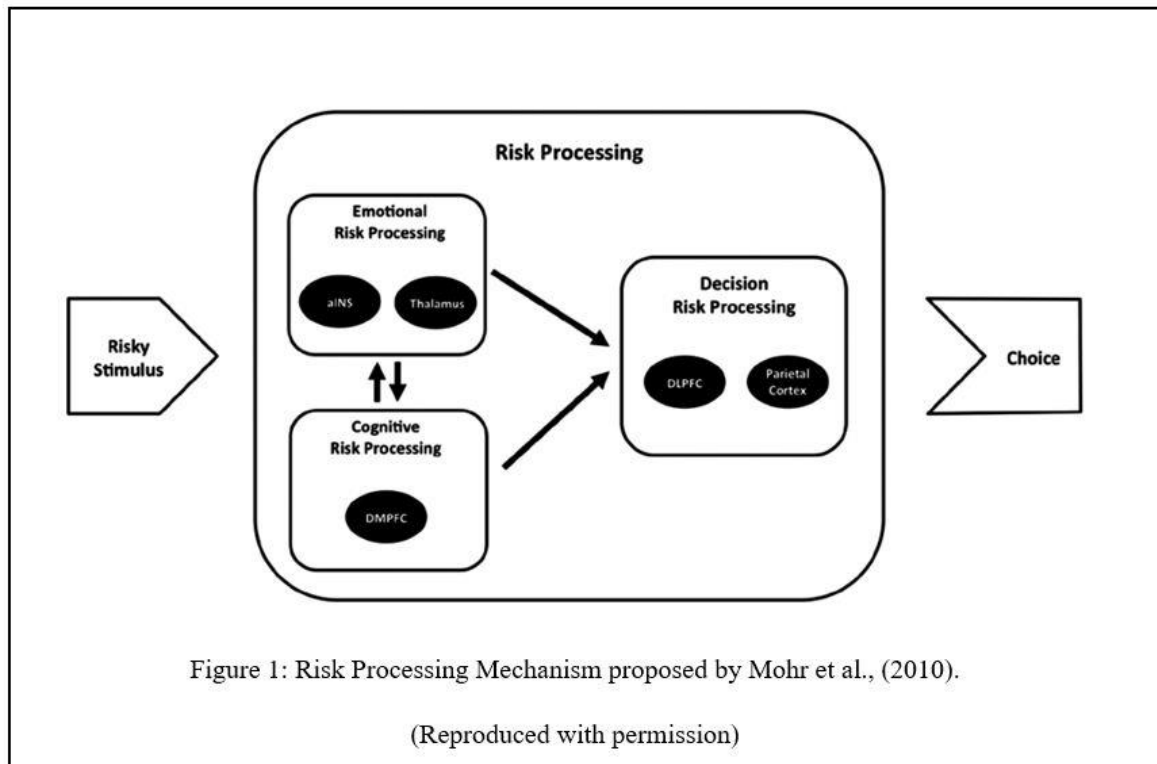 Risk Processing
Emotional
Risk Processing
aINS
Thalamus
Risky
Stimulus
Cognitive
Risk Processing
DMPFC
Decision
Risk Processing
DLPFC
Parietal
Cortex
Choice
Figure 1: Risk Processing Mechanism proposed by Mohr et al., (2010).
(Reproduced with permission)